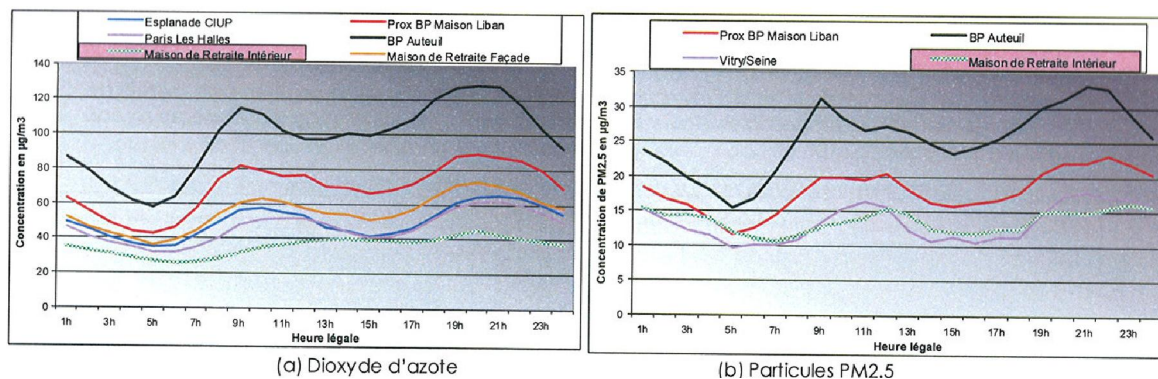 Esplanade CIUP Prox BP Maison Liban
Paris Les Halles BP Auteuil
Maison de Retraite Intérieur Maison de Retraite Façade
Concentration en µg/m3
140
120
100
80
60
40
20
0
1h 3h 5h 7h 9h 11h 13h 15h 17h 19h 21h 23h
Heure légale
(a) Dioxyde d'azote
Prox BP Maison Liban BP Auteuil
Vitry/Seine Maison de Retraite Intérieur
Concentration de PM2.5 en µg/m3
35
30
25
20
15
10
5
0
1h 3h 5h 7h 9h 11h 13h 15h 17h 19h 21h 23h
Heure légale
(b) Particules PM2.5